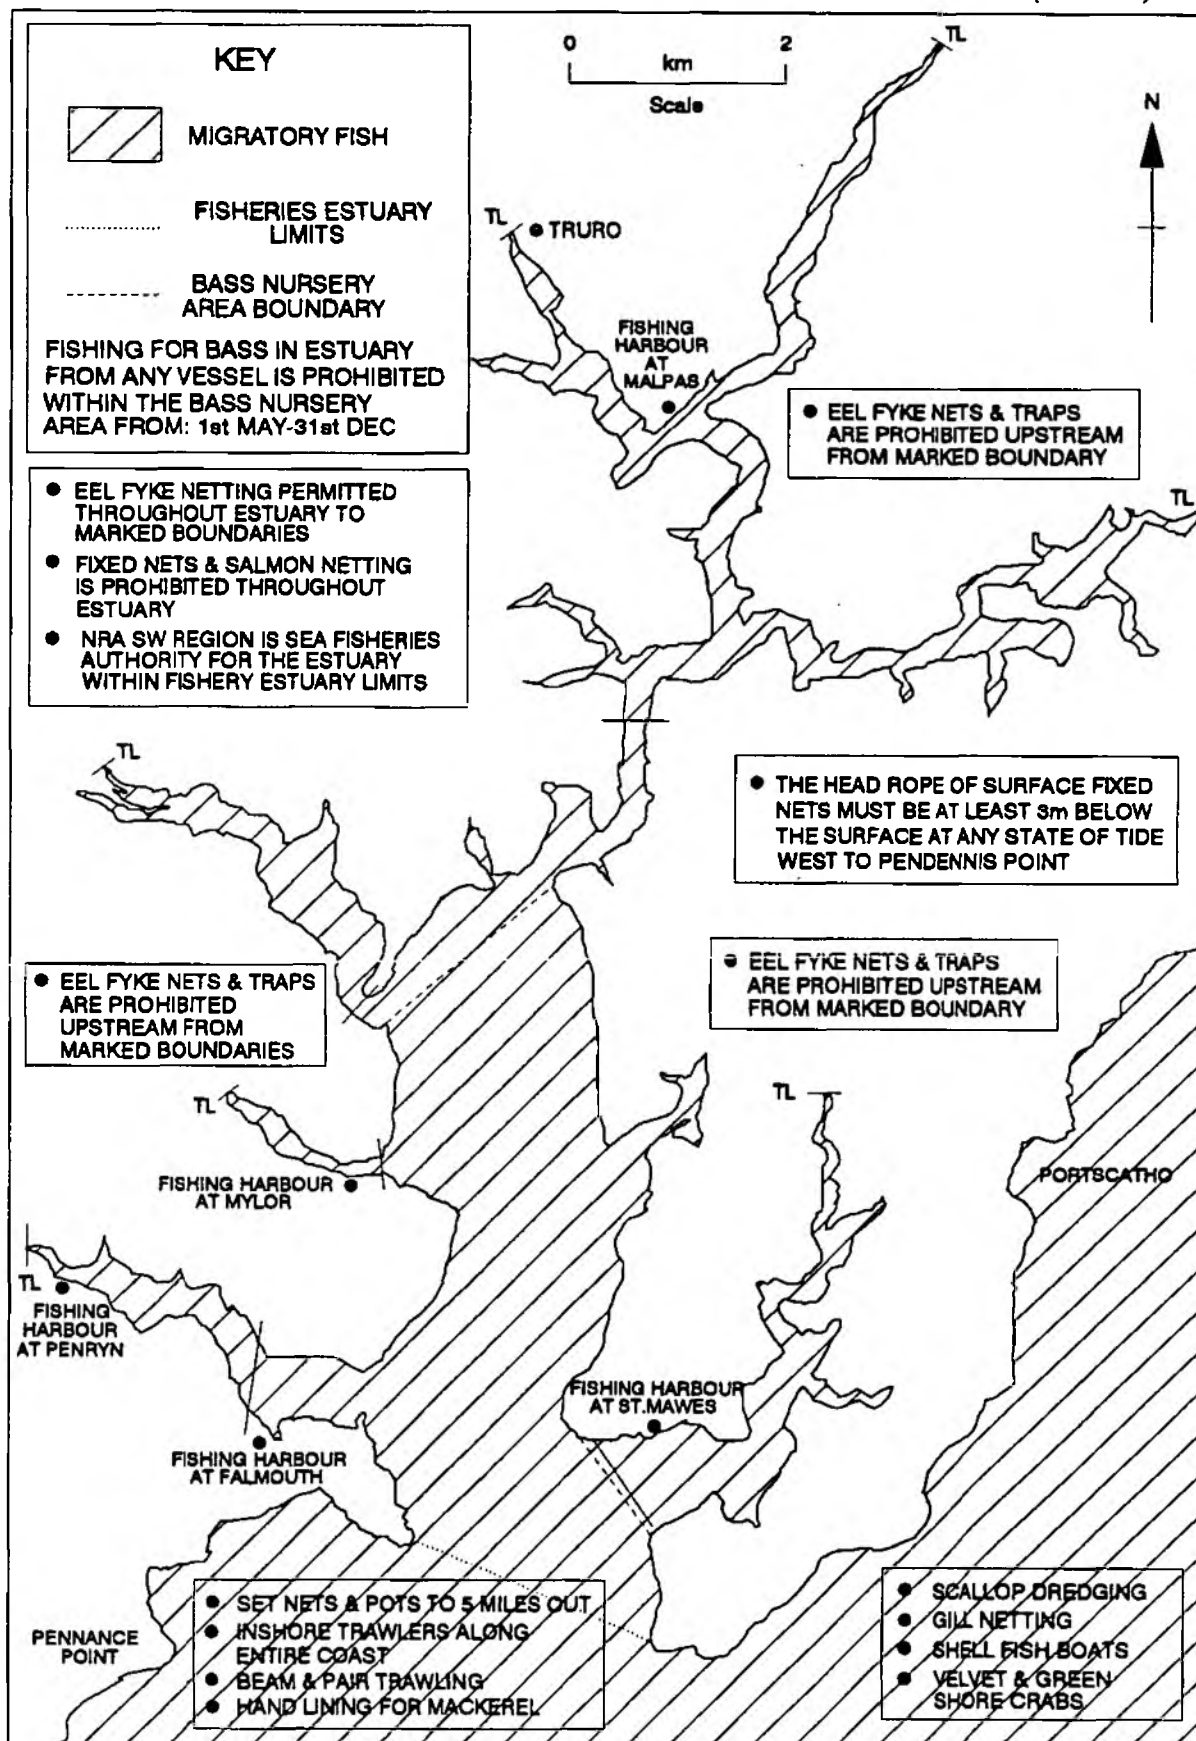 KEY
MIGRATORY FISH
FISHERIES ESTUARY
LIMITS
BASS NURSERY
AREA BOUNDARY
FISHING FOR BASS IN ESTUARY
FROM ANY VESSEL IS PROHIBITED
WITHIN THE BASS NURSERY
AREA FROM: 1st MAY-31st DEC
0 2
km
Scale
TL
N
TL
● TRURO
FISHING
HARBOUR
AT
MALPAS
● EEL FYKE NETS & TRAPS
ARE PROHIBITED UPSTREAM
FROM MARKED BOUNDARY
● EEL FYKE NETTING PERMITTED
THROUGHOUT ESTUARY TO
MARKED BOUNDARIES
● FIXED NETS & SALMON NETTING
IS PROHIBITED THROUGHOUT
ESTUARY
● NRA SW REGION IS SEA FISHERIES
AUTHORITY FOR THE ESTUARY
WITHIN FISHERY ESTUARY LIMITS
TL
TL
● THE HEAD ROPE OF SURFACE FIXED
NETS MUST BE AT LEAST 3m BELOW
THE SURFACE AT ANY STATE OF TIDE
WEST TO PENDENNIS POINT
● EEL FYKE NETS & TRAPS
ARE PROHIBITED UPSTREAM
FROM MARKED BOUNDARY
● EEL FYKE NETS & TRAPS
ARE PROHIBITED
UPSTREAM FROM
MARKED BOUNDARIES
TL
TL
FISHING HARBOUR
AT MYLOR
PORTSCATHO
TL
FISHING
HARBOUR
AT PENRYN
FISHING HARBOUR
AT ST.MAWES
FISHING HARBOUR
AT FALMOUTH
PENNANCE
POINT
● SET NETS & POTS TO 5 MILES OUT
● INSHORE TRAWLERS ALONG
ENTIRE COAST
● BEAM & PAIR TRAWLING
● HAND LINING FOR MACKEREL
● SCALLOP DREDGING
● GILL NETTING
● SHELL FISH BOATS
● VELVET & GREEN
SHORE CRABS